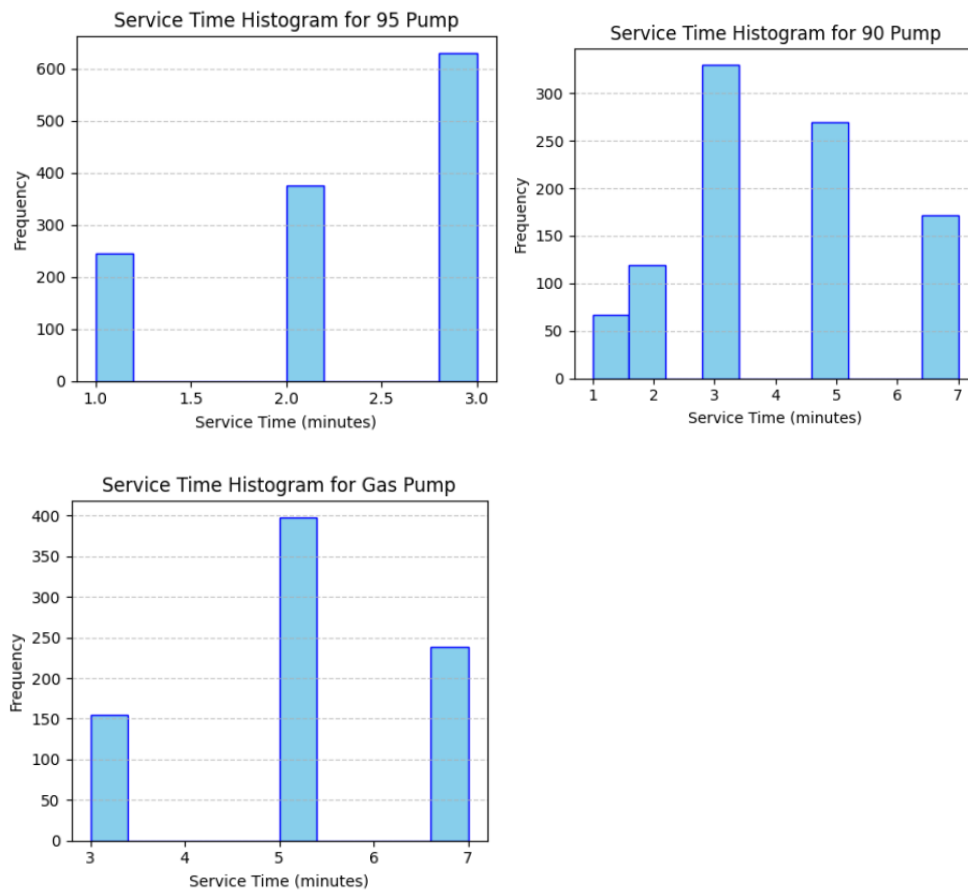 Service Time Histogram for 95 Pump
600
500
400
300
200
100
0
Frequency
1.0 1.5 2.0 2.5 3.0
Service Time (minutes)
Service Time Histogram for 90 Pump
300
250
200
150
100
50
0
Frequency
1 2 3 4 5 6 7
Service Time (minutes)
Service Time Histogram for Gas Pump
400
350
300
250
200
150
100
50
0
Frequency
3 4 5 6 7
Service Time (minutes)